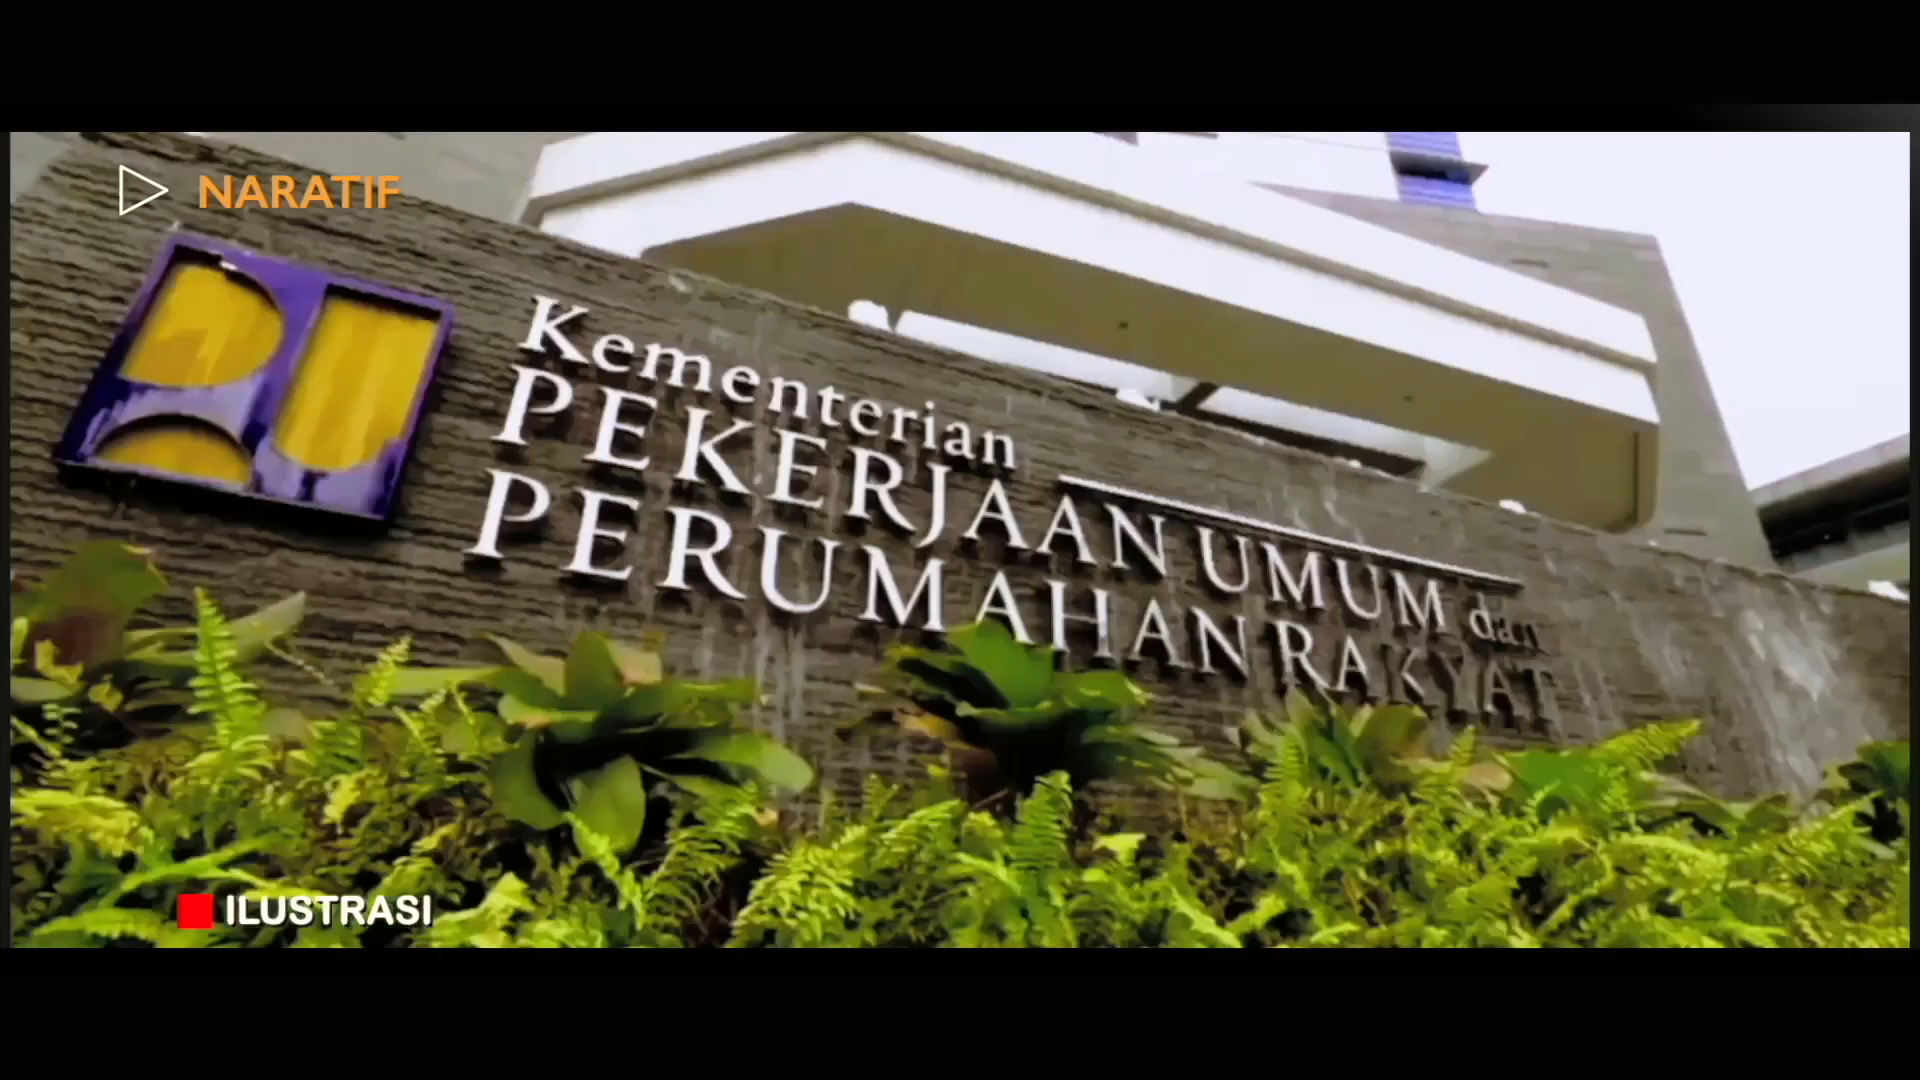 NARATIF
Kementerian
PEKERJAAN UMUM dan
PERUMAHAN RAKYAT
ILUSTRASI